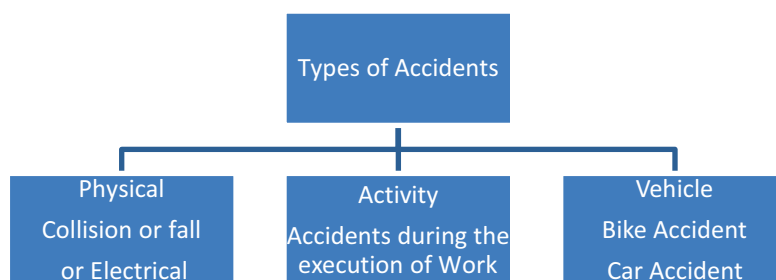 Types of Accidents
Physical
Collision or fall
or Electrical
Activity
Accidents during the
execution of Work
Vehicle
Bike Accident
Car Accident